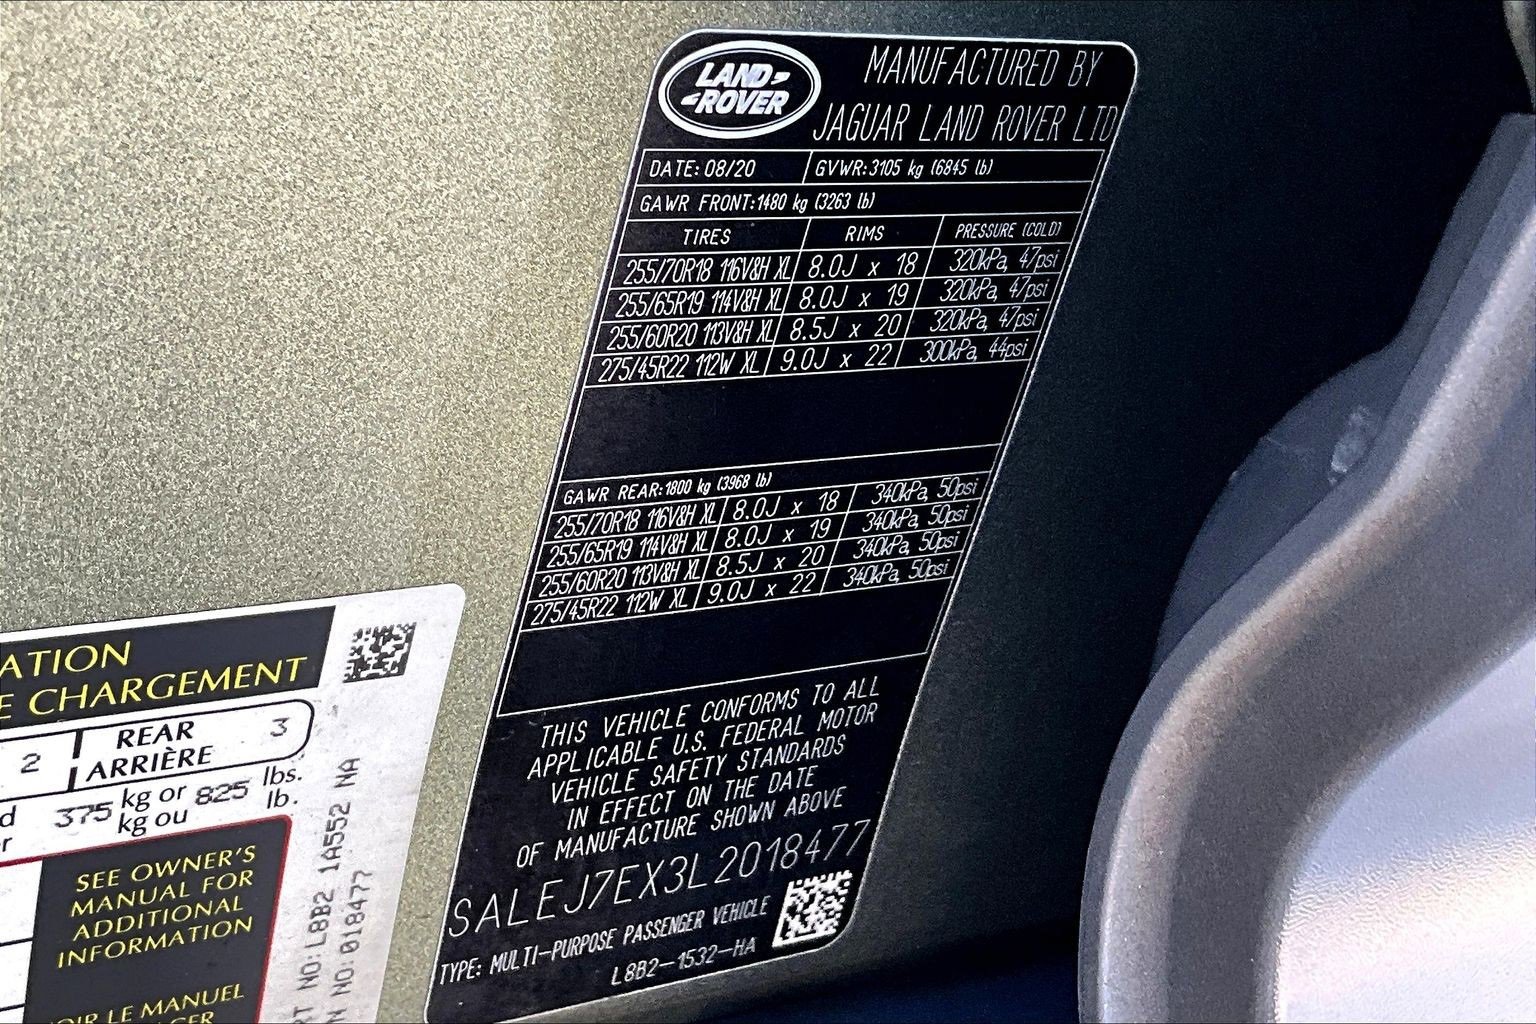 LAND
ROVER
MANUFACTURED BY
JAGUAR LAND ROVER LTD
DATE: 08/20 GVWR:3105 kg (6845 lb)
GAWR FRONT:1480 kg (3263 lb)
TIRES RIMS PRESSURE (COLD)
255/70R18 116V&H XL 8.0J x 18 320kPa, 47psi
255/65R19 114V&H XL 8.0J x 19 320kPa, 47psi
255/60R20 113V&H XL 8.5J x 20 320kPa, 47psi
275/45R22 112W XL 9.0J x 22 300kPa, 44psi
GAWR REAR:1800 kg (3968 lb)
255/70R18 116V&H XL 8.0J x 18 340kPa, 50psi
255/65R19 114V&H XL 8.0J x 19 340kPa, 50psi
255/60R20 113V&H XL 8.5J x 20 340kPa, 50psi
275/45R22 112W XL 9.0J x 22 340kPa, 50psi
THIS VEHICLE CONFORMS TO ALL
APPLICABLE U.S. FEDERAL MOTOR
VEHICLE SAFETY STANDARDS
IN EFFECT ON THE DATE
OF MANUFACTURE SHOWN ABOVE
SALEJ7EX3L2018477
TYPE: MULTI-PURPOSE PASSENGER VEHICLE
L8B2-1532-HA
ATION
E CHARGEMENT
2 REAR 3
ARRIÈRE
d 375 kg or 825 lbs.
r kg ou lb.
SEE OWNER'S
MANUAL FOR
ADDITIONAL
INFORMATION
OIR LE MANUEL
AGER
RT NO:L8B2 1A552 NA
N NO:018477